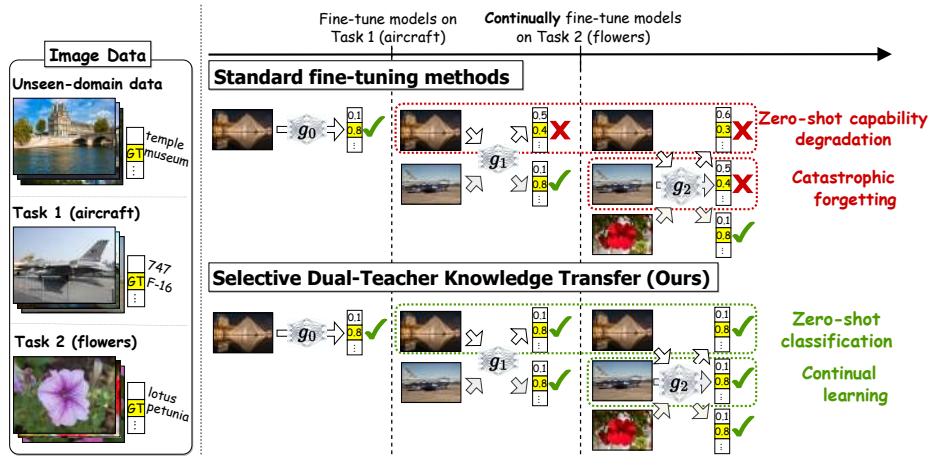 Image Data
Unseen-domain data
temple
GT museum
⋮
Task 1 (aircraft)
747
GT F-16
⋮
Task 2 (flowers)
lotus
GT petunia
⋮
Fine-tune models on
Task 1 (aircraft)
Continually fine-tune models
on Task 2 (flowers)
Standard fine-tuning methods
0.1
0.8
⋮
g0
0.5
0.4
⋮
g1
0.1
0.8
⋮
0.6
0.3
⋮
g2
0.5
0.4
⋮
0.1
0.8
⋮
Zero-shot capability
degradation
Catastrophic
forgetting
Selective Dual-Teacher Knowledge Transfer (Ours)
0.1
0.8
⋮
g0
0.1
0.8
⋮
g1
0.1
0.8
⋮
0.1
0.8
⋮
g2
0.1
0.8
⋮
0.1
0.8
⋮
Zero-shot
classification
Continual
learning